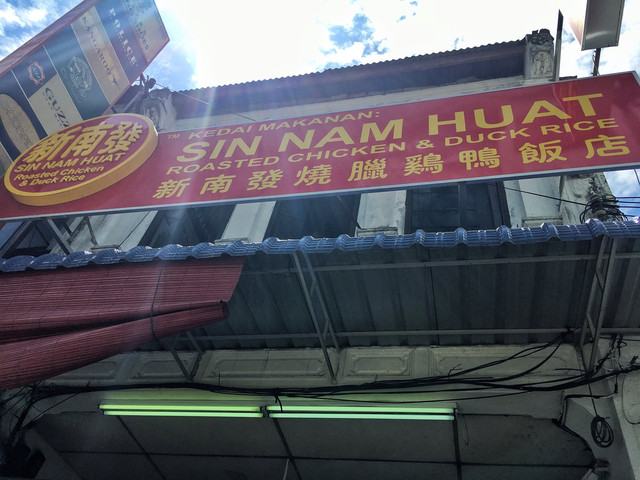 新南發
SIN NAM HUAT
Roasted Chicken
& Duck Rice
TM KEDAI MAKANAN:
SIN NAM HUAT
ROASTED CHICKEN & DUCK RICE
新南發燒臘鷄鴨飯店